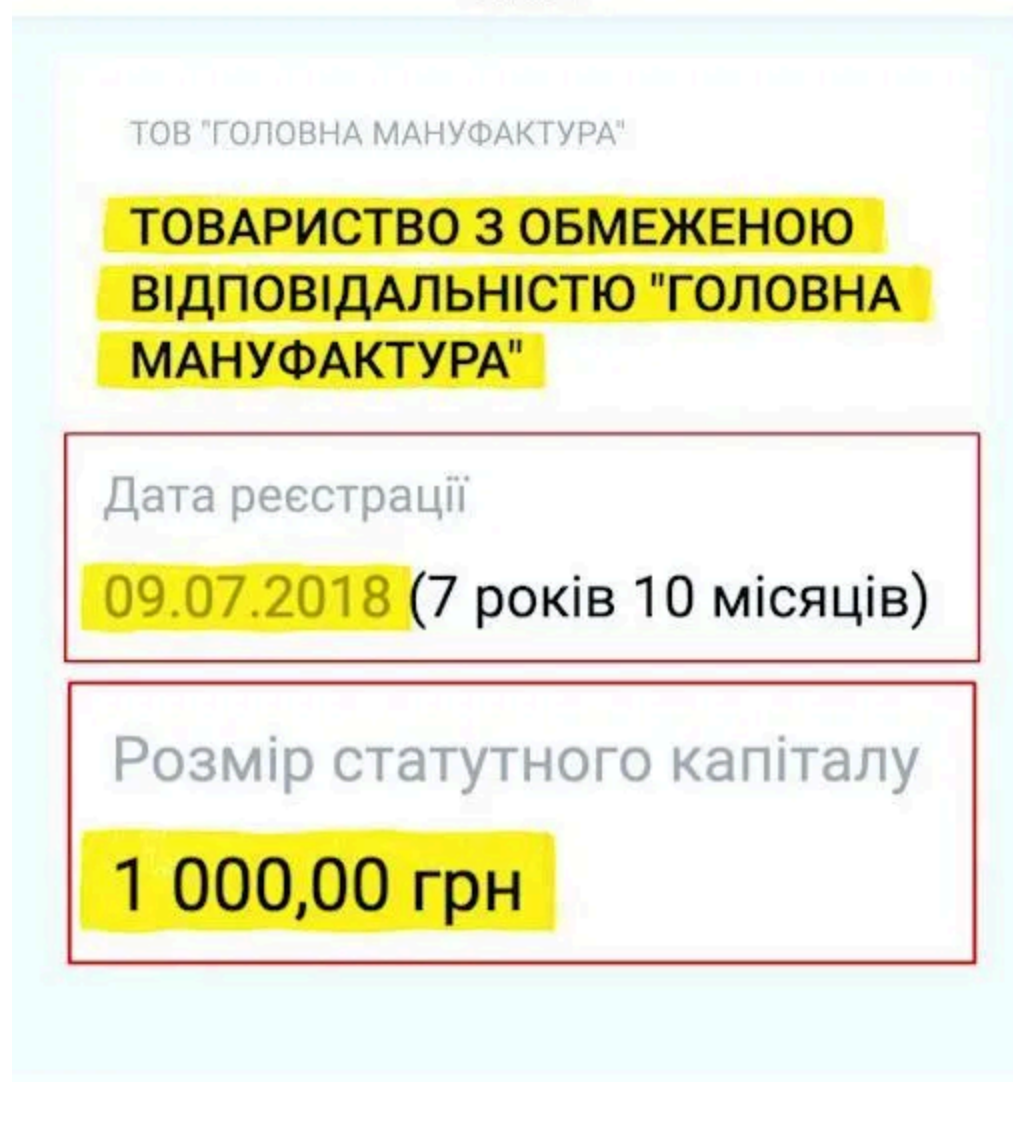 ТОВ "ГОЛОВНА МАНУФАКТУРА"
ТОВАРИСТВО З ОБМЕЖЕНОЮ
ВІДПОВІДАЛЬНІСТЮ "ГОЛОВНА
МАНУФАКТУРА"
Дата реєстрації
09.07.2018 (7 років 10 місяців)
Розмір статутного капіталу
1 000,00 грн